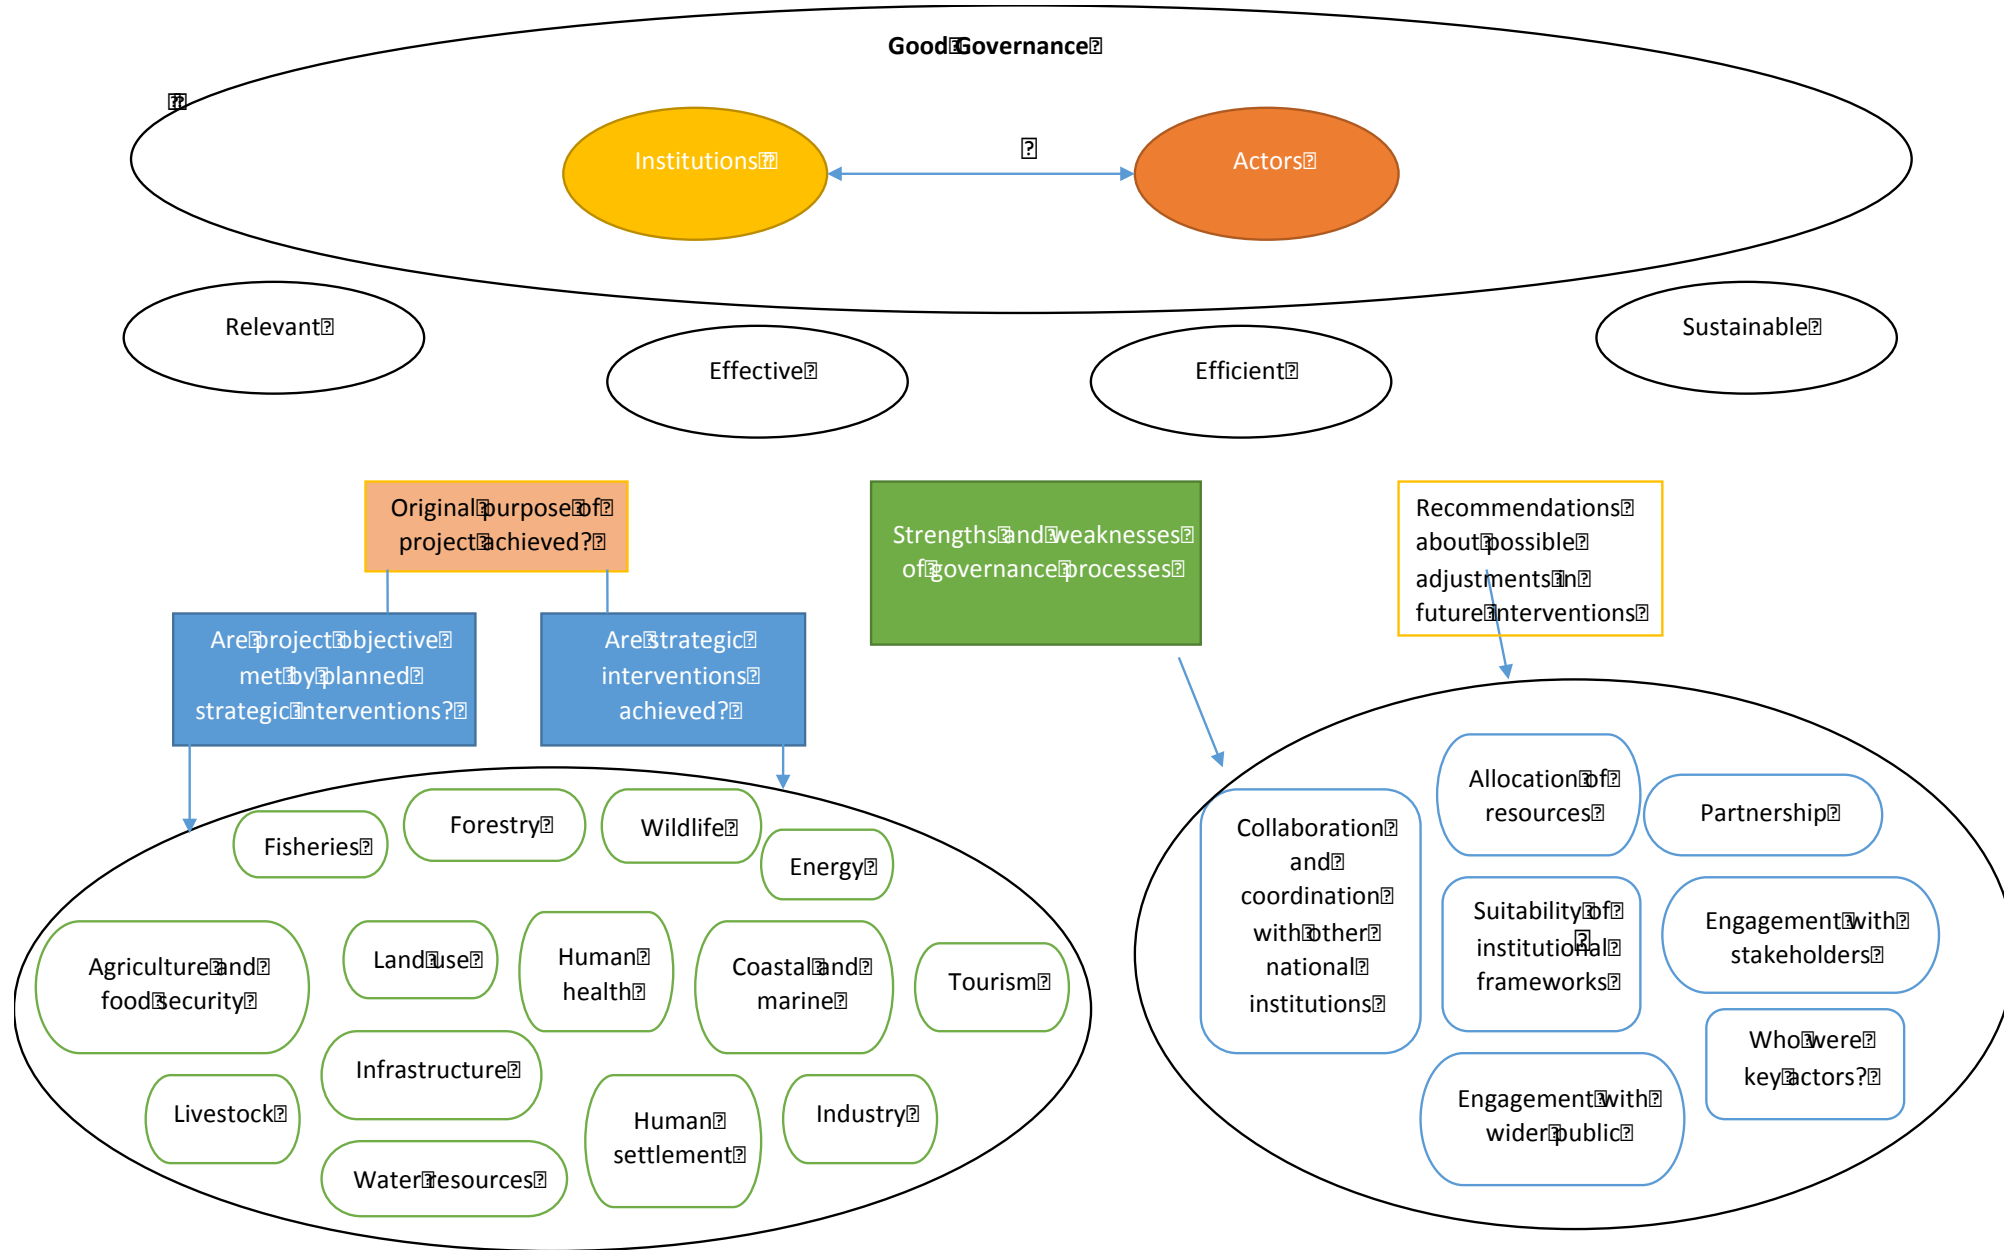 Good Governance
Institutions
Actors
Relevant
Effective
Efficient
Sustainable
Original purpose of
project achieved?
Are project objective
met by planned
strategic interventions?
Are strategic
interventions
achieved?
Strengths and weaknesses
of governance processes
Recommendations
about possible
adjustments in
future interventions
Fisheries
Forestry
Wildlife
Energy
Agriculture and
food security
Land use
Human
health
Coastal and
marine
Tourism
Infrastructure
Livestock
Human
settlement
Industry
Water resources
Collaboration
and
coordination
with other
national
institutions
Allocation of
resources
Partnership
Suitability of
institutional
frameworks
Engagement with
stakeholders
Who were
key actors?
Engagement with
wider public